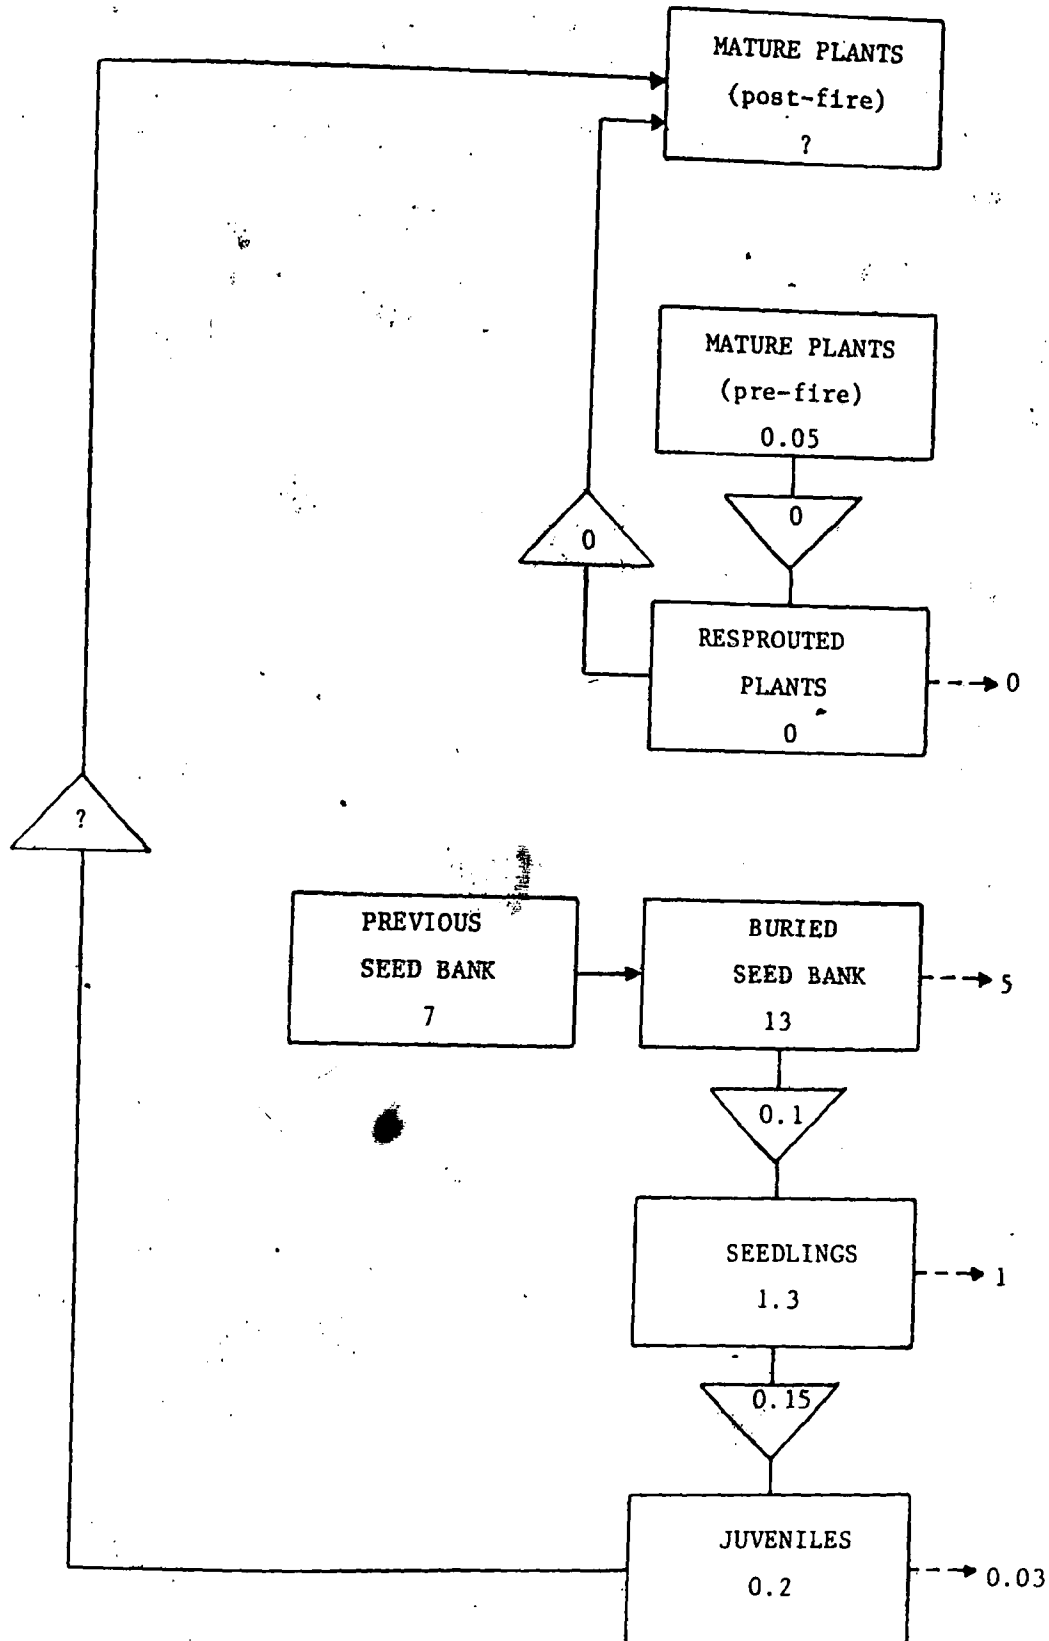 MATURE PLANTS
(post-fire)
?
MATURE PLANTS
(pre-fire)
0.05
0
0
RESPROUTED
PLANTS
0
0
?
PREVIOUS
SEED BANK
7
BURIED
SEED BANK
13
5
0.1
SEEDLINGS
1.3
1
0.15
JUVENILES
0.2
0.03